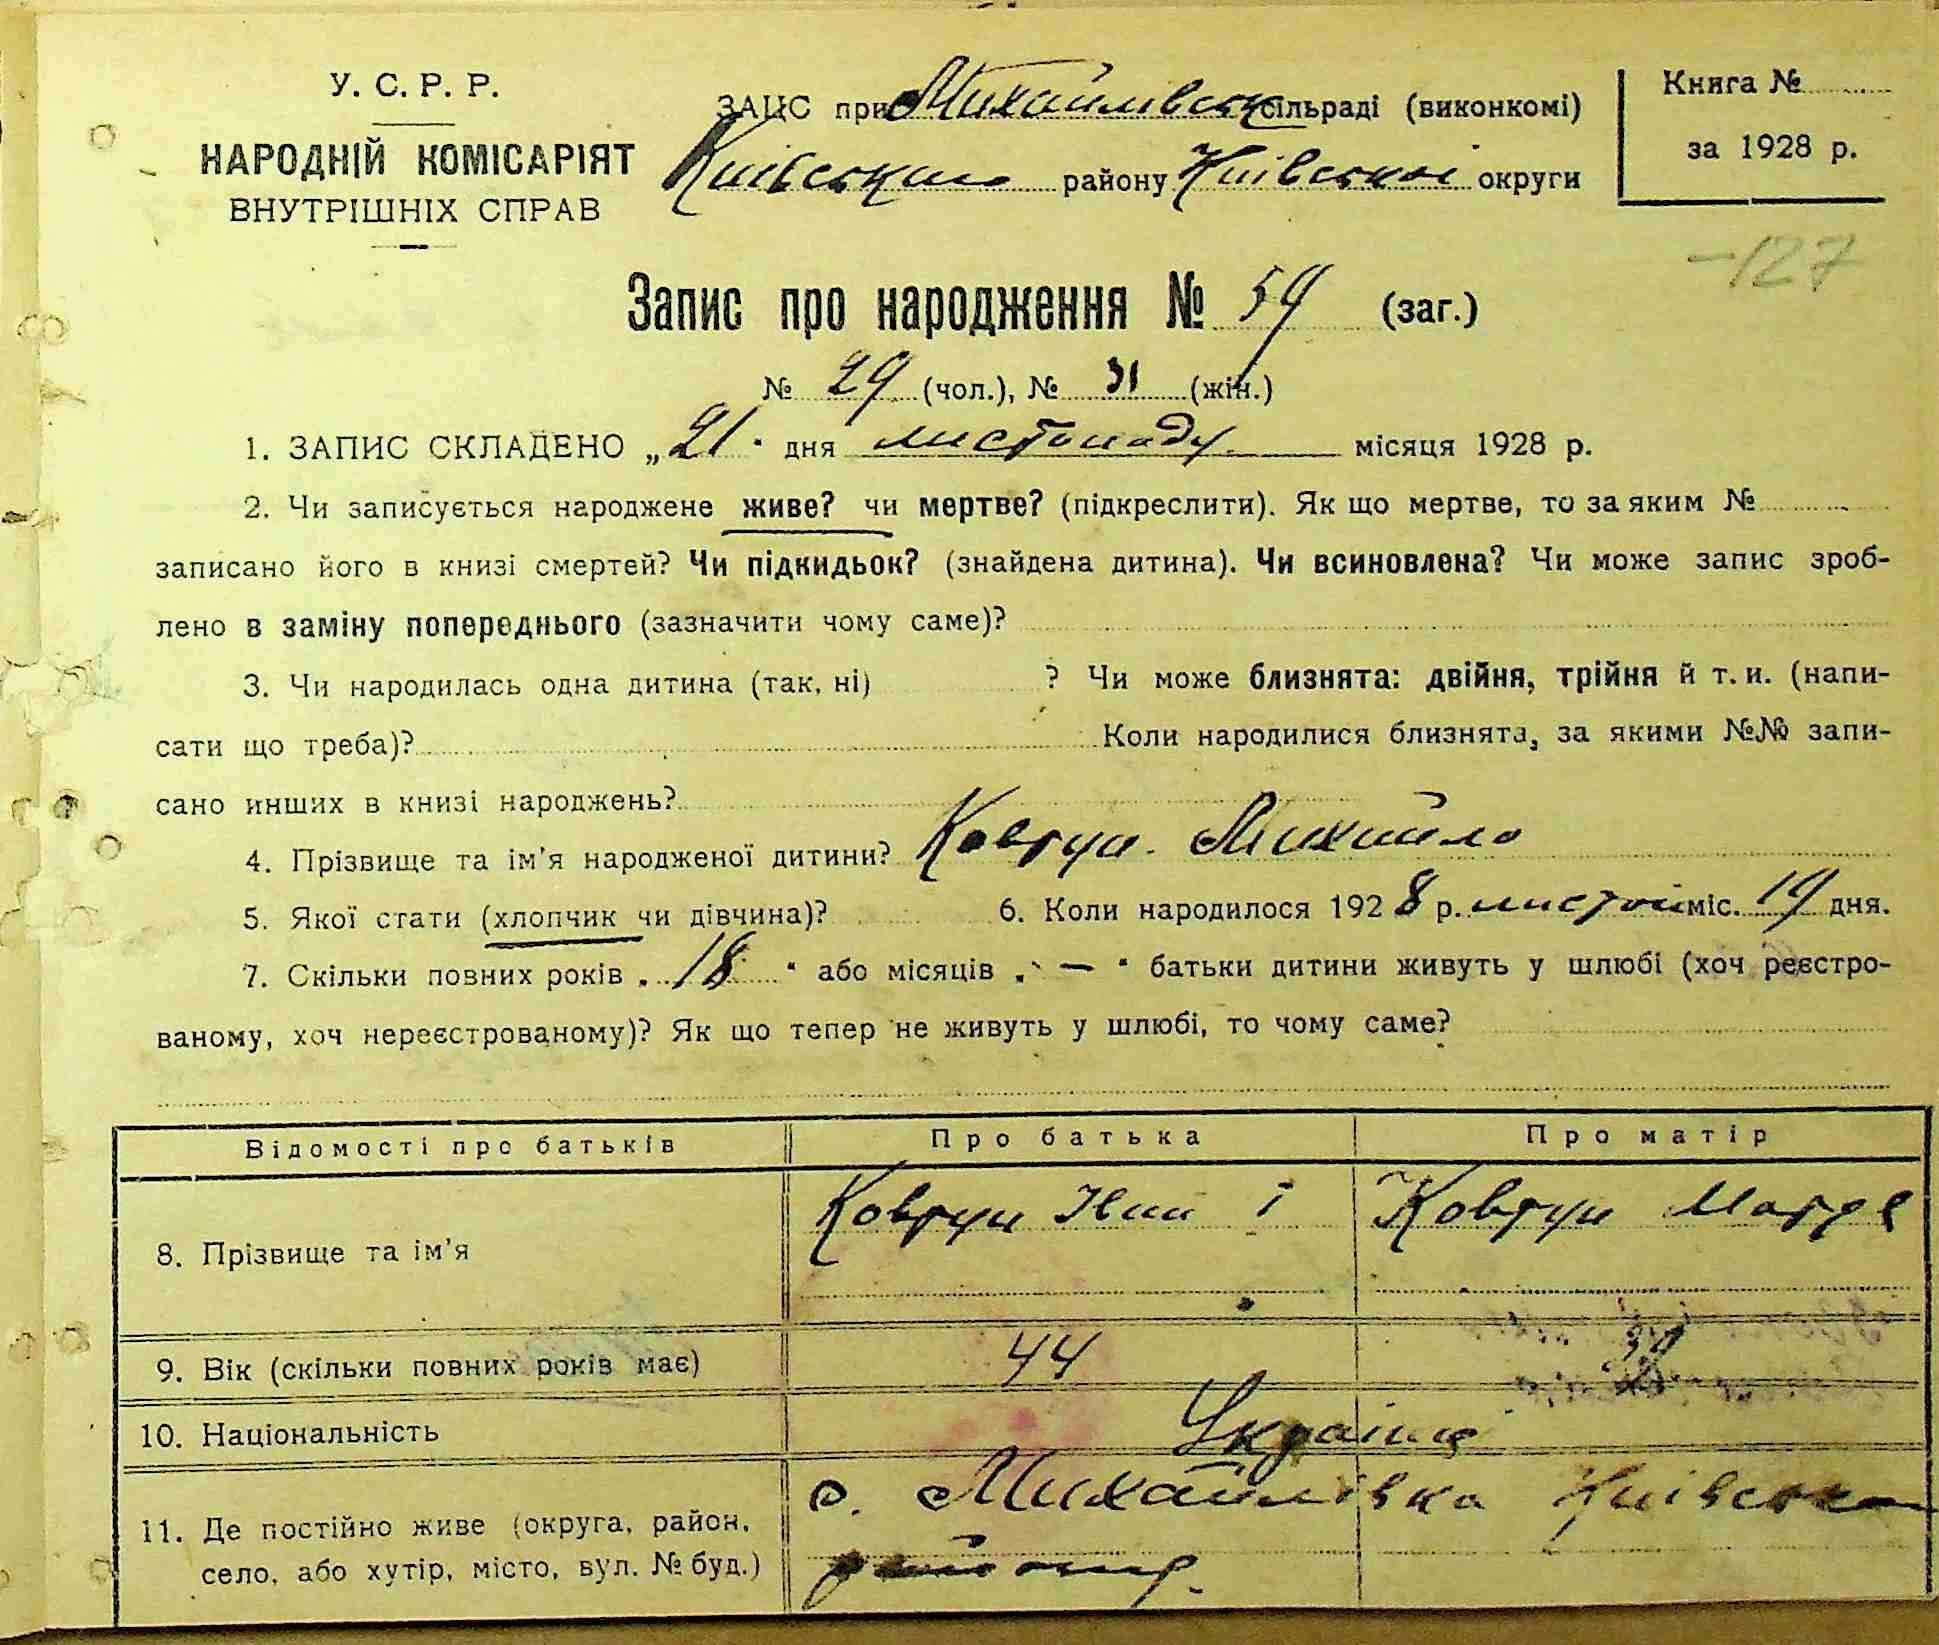 У. С. Р. Р.
НАРОДНІЙ КОМІСАРІЯТ
ВНУТРІШНІХ СПРАВ
ЗАЦС при Михайлівськ сільраді (виконкомі)
Київського району Київської округи
Книга №
за 1928 р.
-127
Запис про народження № 59 (заг.)
№ 29 (чол.), № 31 (жін.)
1. ЗАПИС СКЛАДЕНО „21" дня листопаду місяця 1928 р.
2. Чи записується народжене живе? чи мертве? (підкреслити). Як що мертве, то за яким №
записано його в книзі смертей? Чи підкидьок? (знайдена дитина). Чи всиновлена? Чи може запис зроб-
лено в заміну попереднього (зазначити чому саме)?
3. Чи народилась одна дитина (так, ні) ? Чи може близнята: двійня, трійня й т. и. (напи-
сати що треба)? Коли народилися близнята, за якими №№ запи-
сано инших в книзі народжень?
4. Прізвище та ім'я народженої дитини? Ковтун Михайло
5. Якої стати (хлопчик чи дівчина)? 6. Коли народилося 1928 р. листоп міс. 19 дня.
7. Скільки повних років „18" або місяців „—" батьки дитини живуть у шлюбі (хоч реєстро-
ваному, хоч нереєстрованому)? Як що тепер не живуть у шлюбі, то чому саме?
Відомості про батьків Про батька Про матір
8. Прізвище та ім'я Ковтун Ковтун Мотря
9. Вік (скільки повних років має) 44
10. Національність Українці
11. Де постійно живе (округа, район,
село, або хутір, місто, вул. № буд.)
с. Михайлівка Київсько
району.